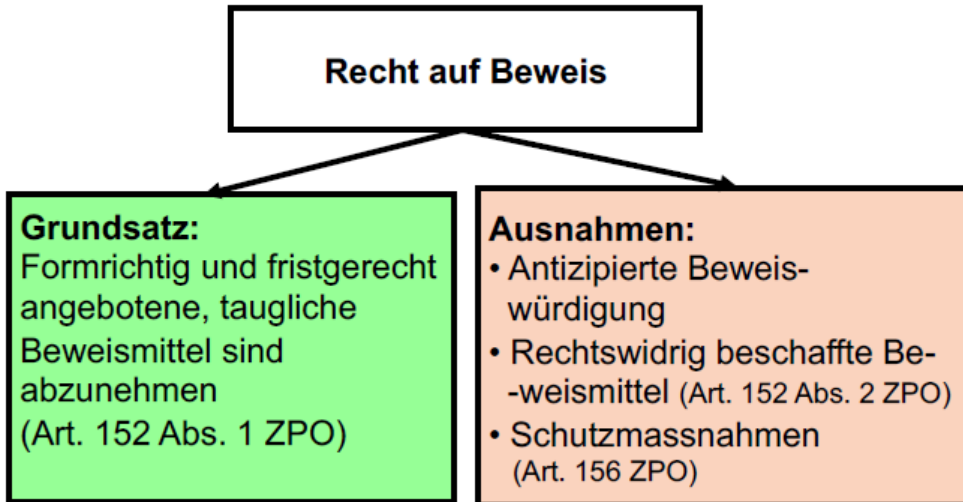 Recht auf Beweis
Grundsatz:
Formrichtig und fristgerecht
angebotene, taugliche
Beweismittel sind
abzunehmen
(Art. 152 Abs. 1 ZPO)
Ausnahmen:
• Antizipierte Beweis-
würdigung
• Rechtswidrig beschaffte Be-
-weismittel (Art. 152 Abs. 2 ZPO)
• Schutzmassnahmen
(Art. 156 ZPO)